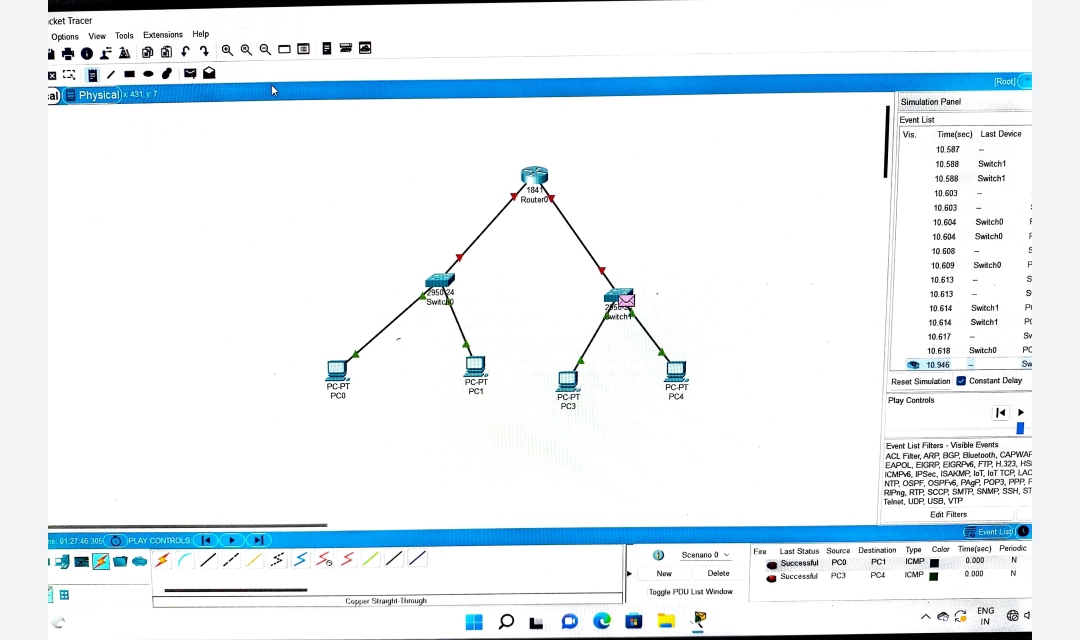 cket Tracer
Options View Tools Extensions Help
al Physical x: 431, y: 7 [Root]
Simulation Panel
Event List
Vis. Time(sec) Last Device
10.587 --
10.588 Switch1
10.588 Switch1
10.603 --
10.603 --
10.604 Switch0
10.604 Switch0
10.608 --
10.609 Switch0
10.613 --
10.613 --
10.614 Switch1
10.614 Switch1
10.617 --
10.618 Switch0 PC
10.946 -- Sw
Reset Simulation Constant Delay
Play Controls
1841
Router0
2950-24
Switch0
Switch1
PC-PT
PC0
PC-PT
PC1
PC-PT
PC3
PC-PT
PC4
Event List Filters - Visible Events
ACL Filter, ARP, BGP, Bluetooth, CAPWAP
EAPOL, EIGRP, EIGRPv6, FTP, H.323, HS
ICMPv6, IPSec, ISAKMP, IoT, IoT TCP, LAC
NTP, OSPF, OSPFv6, PAgP, POP3, PPP, F
RIPng, RTP, SCCP, SMTP, SNMP, SSH, ST
Telnet, UDP, USB, VTP
Edit Filters
Event List
ne: 01:27:46.305 PLAY CONTROLS:
Scenario 0
New Delete
Toggle PDU List Window
Fire Last Status Source Destination Type Color Time(sec) Periodic
Successful PC0 PC1 ICMP 0.000 N
Successful PC3 PC4 ICMP 0.000 N
Copper Straight-Through
ENG
IN